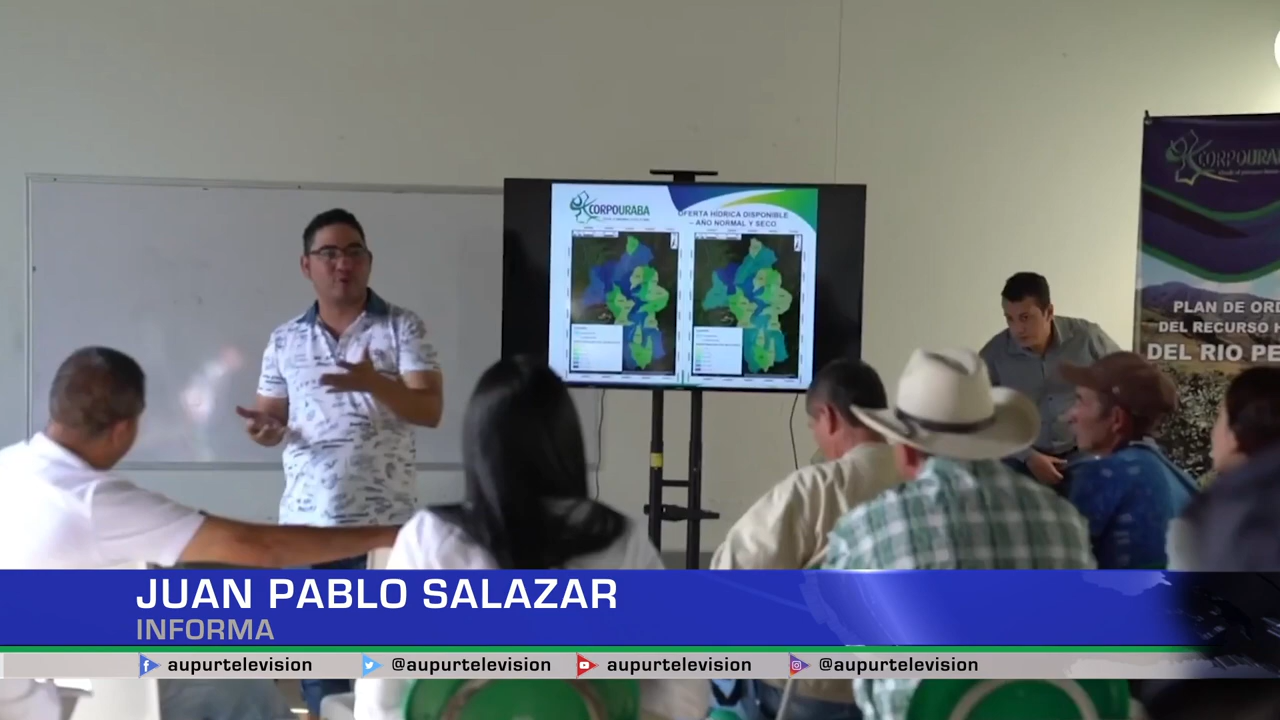 CORPOURABA
OFERTA HÍDRICA DISPONIBLE
– AÑO NORMAL Y SECO
CORPOURABA
PLAN DE ORD
DEL RECURSO H
DEL RIO PE
JUAN PABLO SALAZAR
INFORMA
aupurtelevision
@aupurtelevision
aupurtelevision
@aupurtelevision